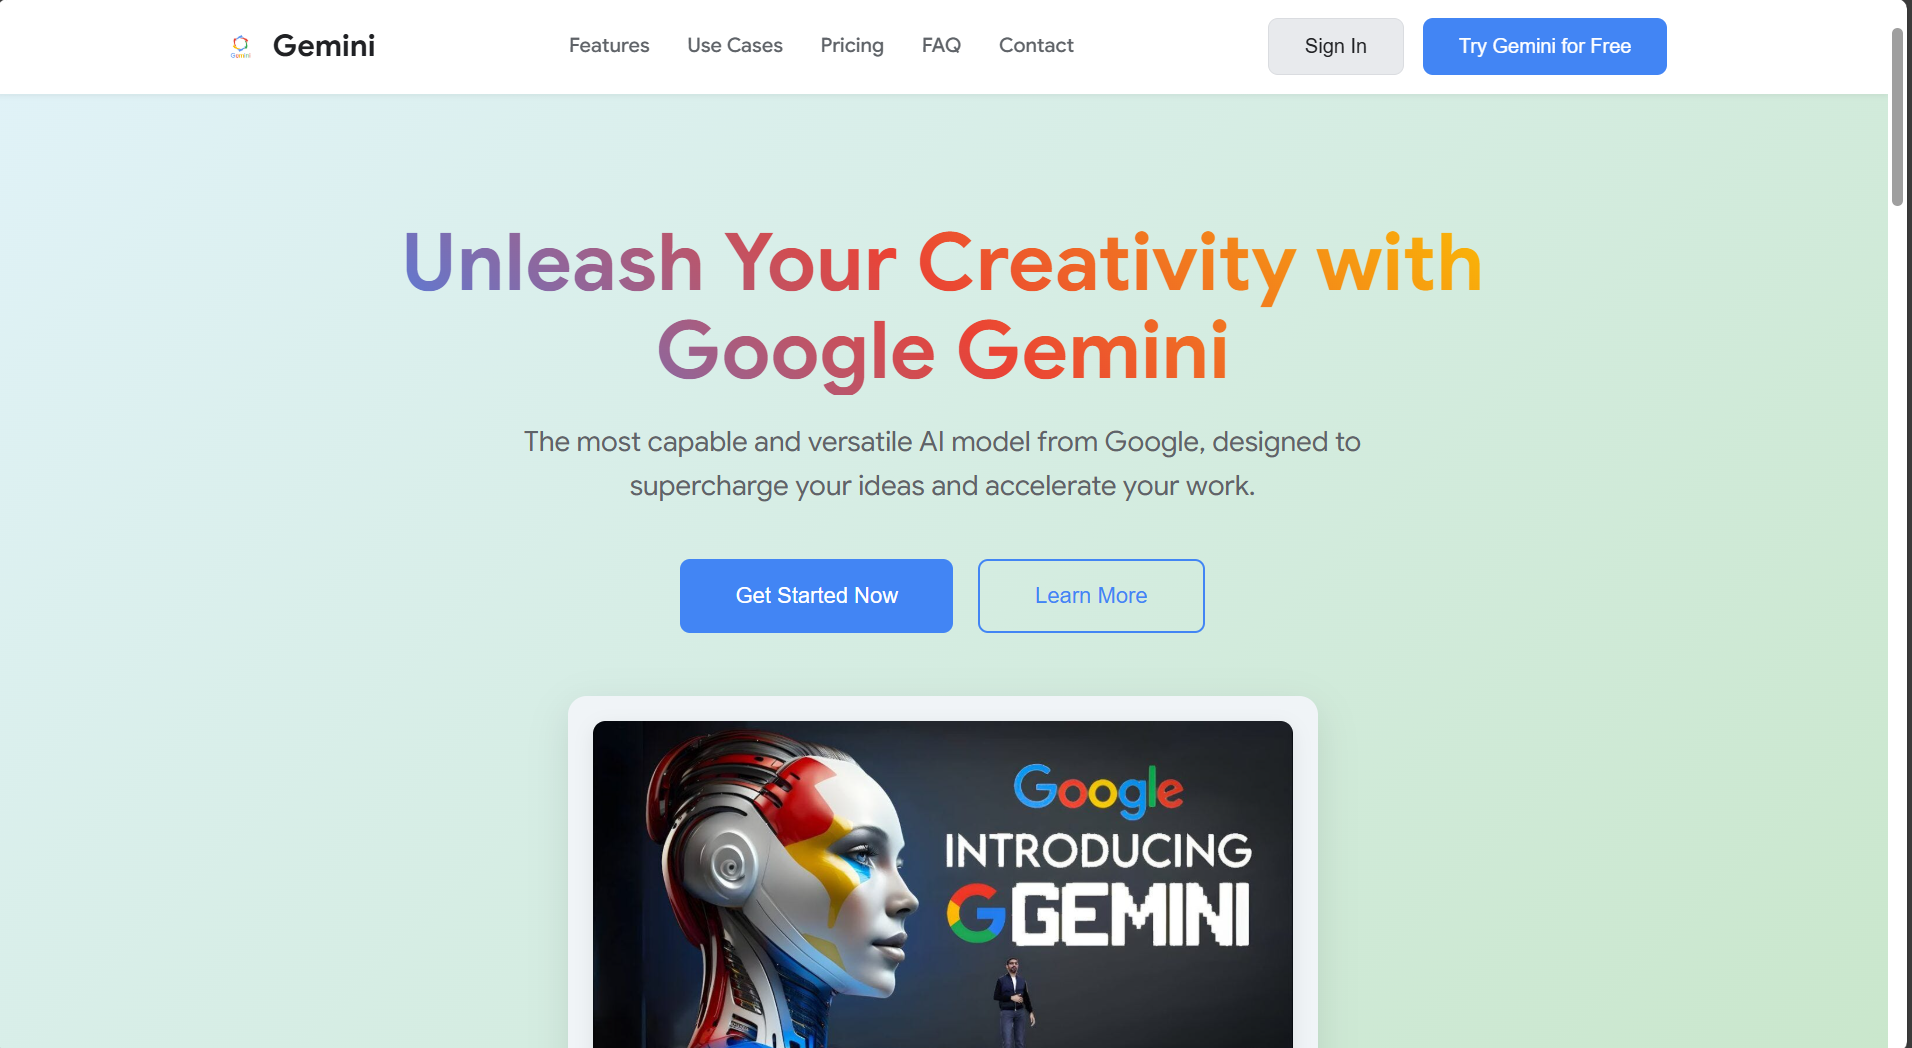 Gemini
Gemini
Features
Use Cases
Pricing
FAQ
Contact
Sign In
Try Gemini for Free
Unleash Your Creativity with
Google Gemini
The most capable and versatile AI model from Google, designed to
supercharge your ideas and accelerate your work.
Get Started Now
Learn More
Google
INTRODUCING
G GEMINI